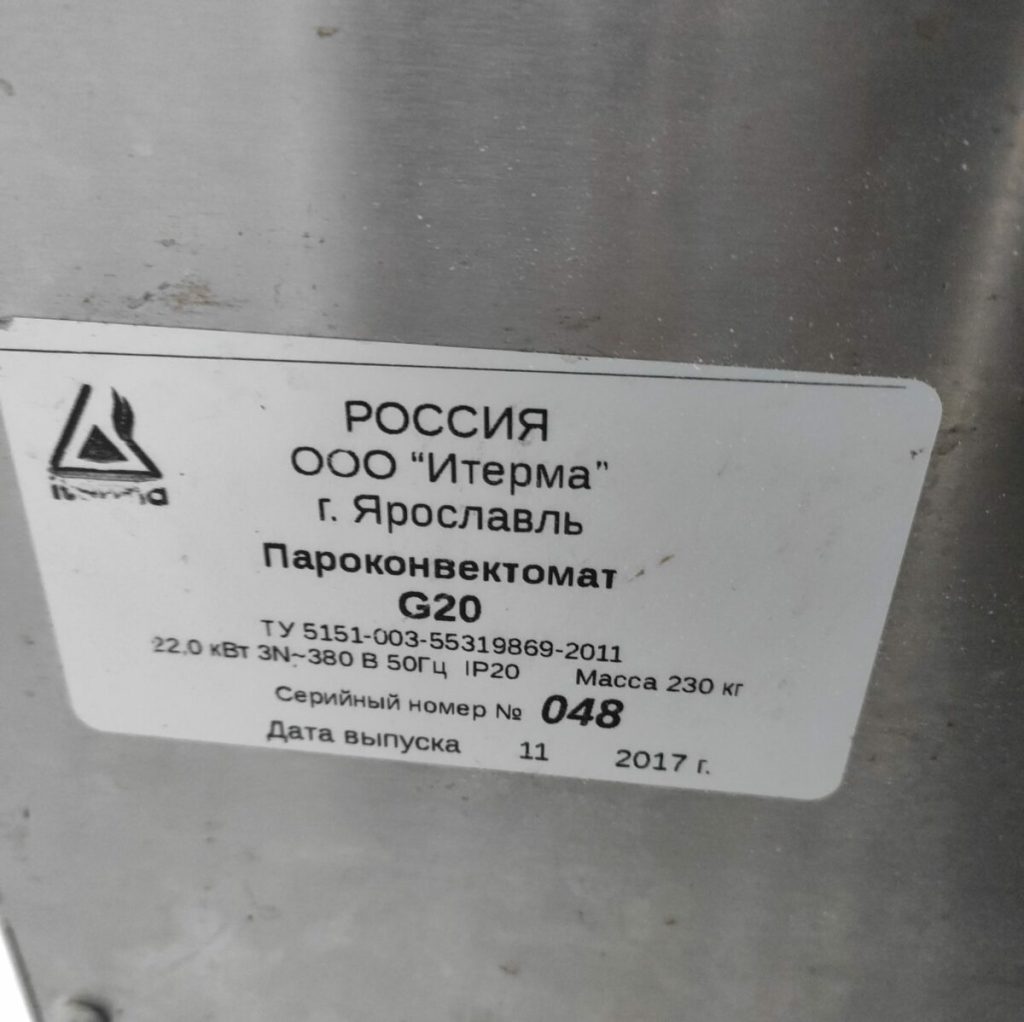 РОССИЯ
ООО “Итерма”
г. Ярославль
Пароконвектомат
G20
ТУ 5151-003-55319869-2011
22,0 кВт 3N~380 В 50Гц IP20 Масса 230 кг
Серийный номер № 048
Дата выпуска 11 2017 г.